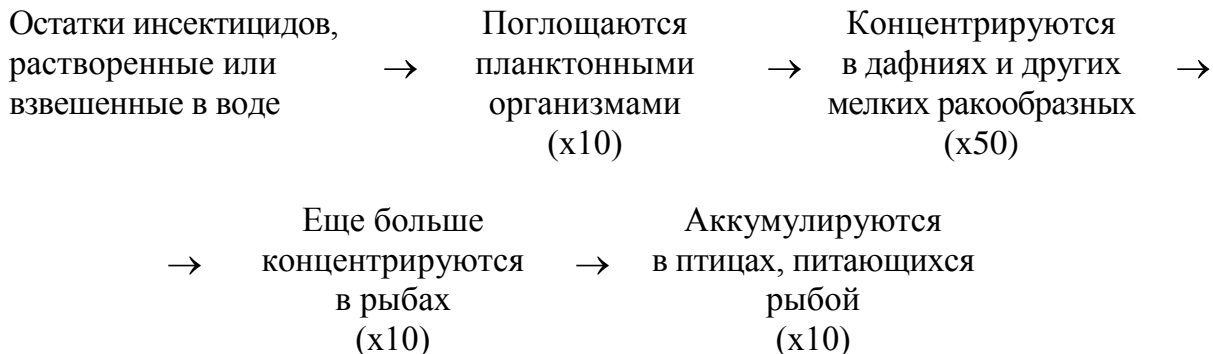 Остатки инсектицидов,
растворенные или
взвешенные в воде
→
Поглощаются
планктонными
организмами
(x10)
→
Концентрируются
в дафниях и других
мелких ракообразных
(x50)
→
→
Еще больше
концентрируются
в рыбах
(x10)
→
Аккумулируются
в птицах, питающихся
рыбой
(x10)